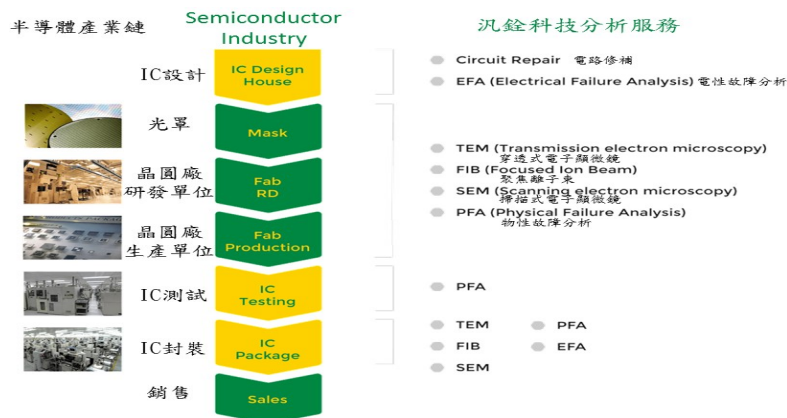 半導體產業鏈
Semiconductor
Industry
汎銓科技分析服務
IC設計
IC Design
House
Circuit Repair 電路修補
EFA (Electrical Failure Analysis) 電性故障分析
光罩
Mask
晶圓廠
研發單位
Fab
RD
晶圓廠
生產單位
Fab
Production
TEM (Transmission electron microscopy)
穿透式電子顯微鏡
FIB (Focused Ion Beam)
聚焦離子束
SEM (Scanning electron microscopy)
掃描式電子顯微鏡
PFA (Physical Failure Analysis)
物性故障分析
IC測試
IC
Testing
PFA
IC封裝
IC
Package
TEM PFA
FIB EFA
SEM
銷售
Sales